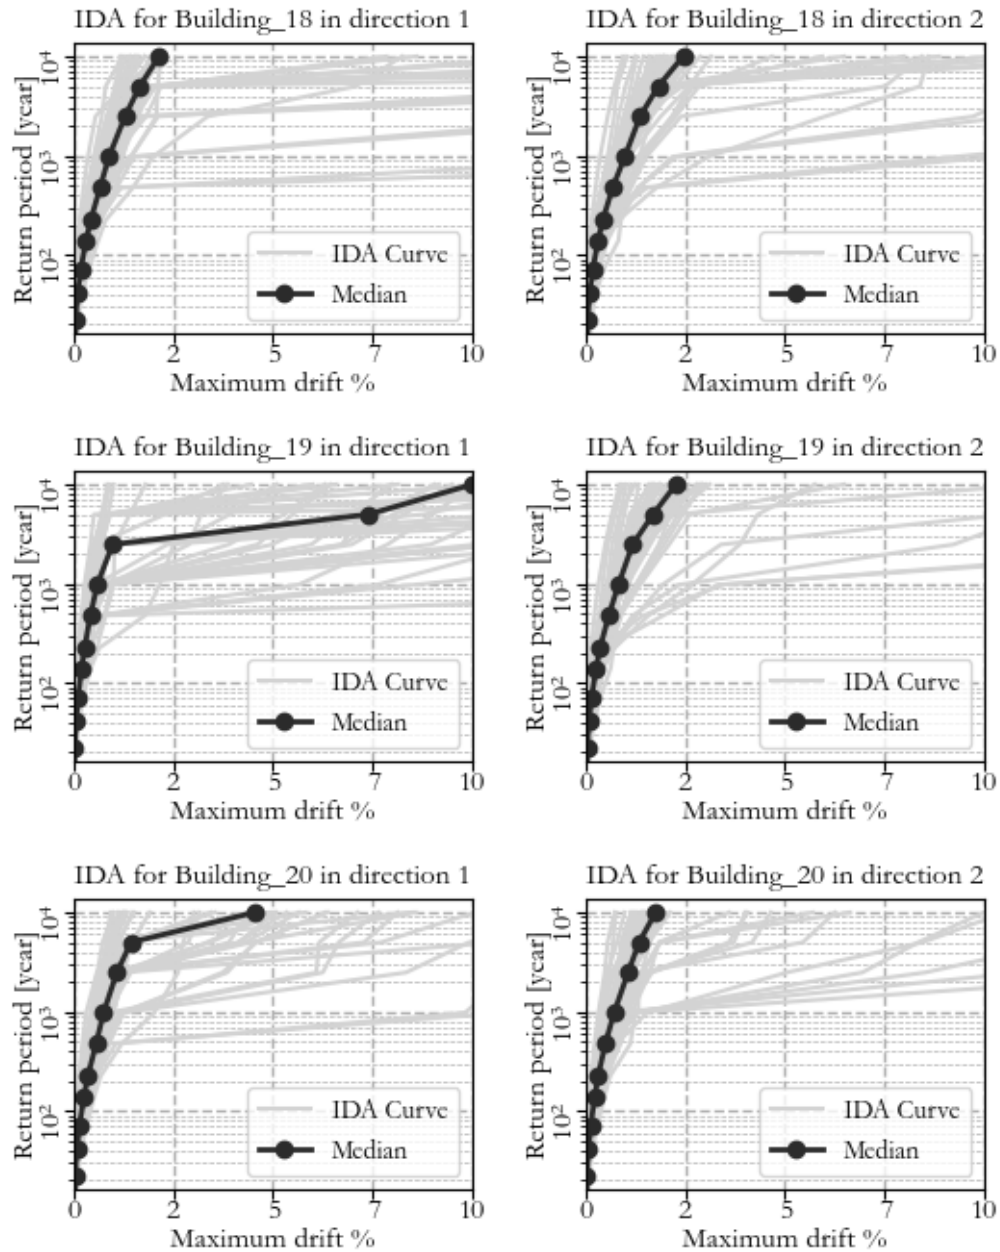 IDA for Building_18 in direction 1
Return period [year]
10⁴
10³
10²
IDA Curve
Median
0 2 5 7 10
Maximum drift %
IDA for Building_18 in direction 2
Return period [year]
10⁴
10³
10²
IDA Curve
Median
0 2 5 7 10
Maximum drift %
IDA for Building_19 in direction 1
Return period [year]
10⁴
10³
10²
IDA Curve
Median
0 2 5 7 10
Maximum drift %
IDA for Building_19 in direction 2
Return period [year]
10⁴
10³
10²
IDA Curve
Median
0 2 5 7 10
Maximum drift %
IDA for Building_20 in direction 1
Return period [year]
10⁴
10³
10²
IDA Curve
Median
0 2 5 7 10
Maximum drift %
IDA for Building_20 in direction 2
Return period [year]
10⁴
10³
10²
IDA Curve
Median
0 2 5 7 10
Maximum drift %